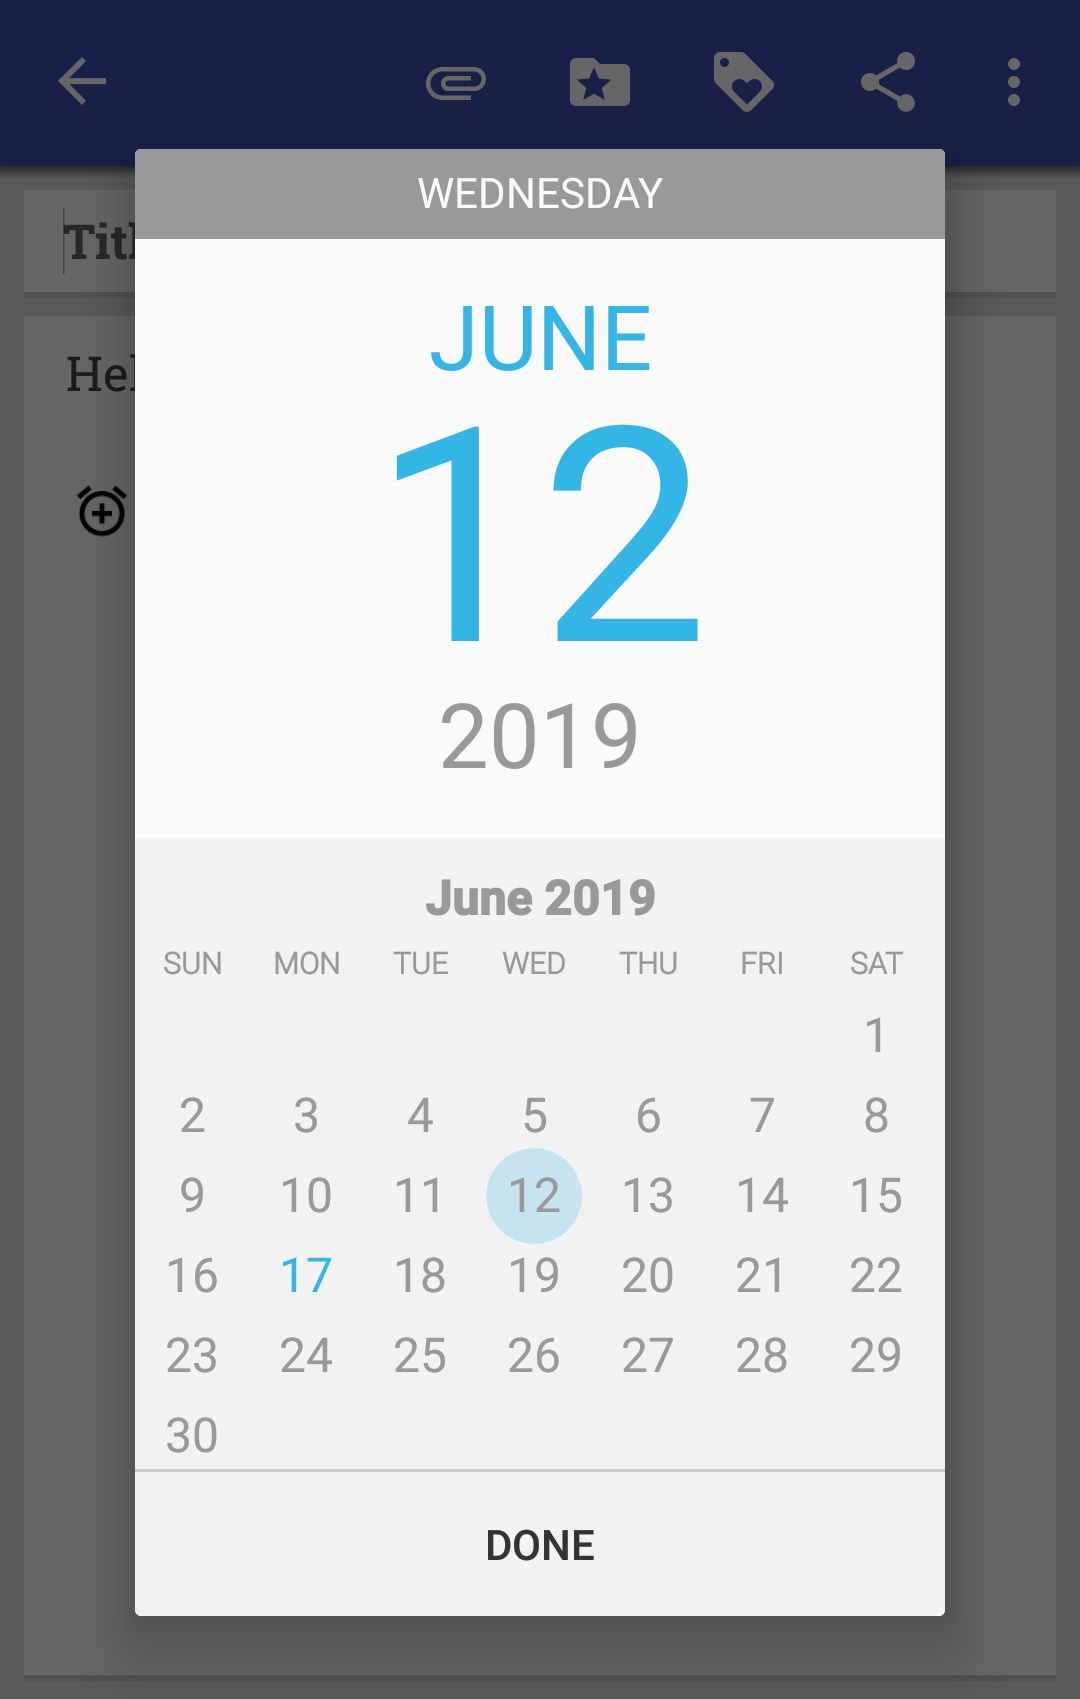 WEDNESDAY
JUNE
12
2019
June 2019
SUN MON TUE WED THU FRI SAT
1
2 3 4 5 6 7 8
9 10 11 12 13 14 15
16 17 18 19 20 21 22
23 24 25 26 27 28 29
30
DONE